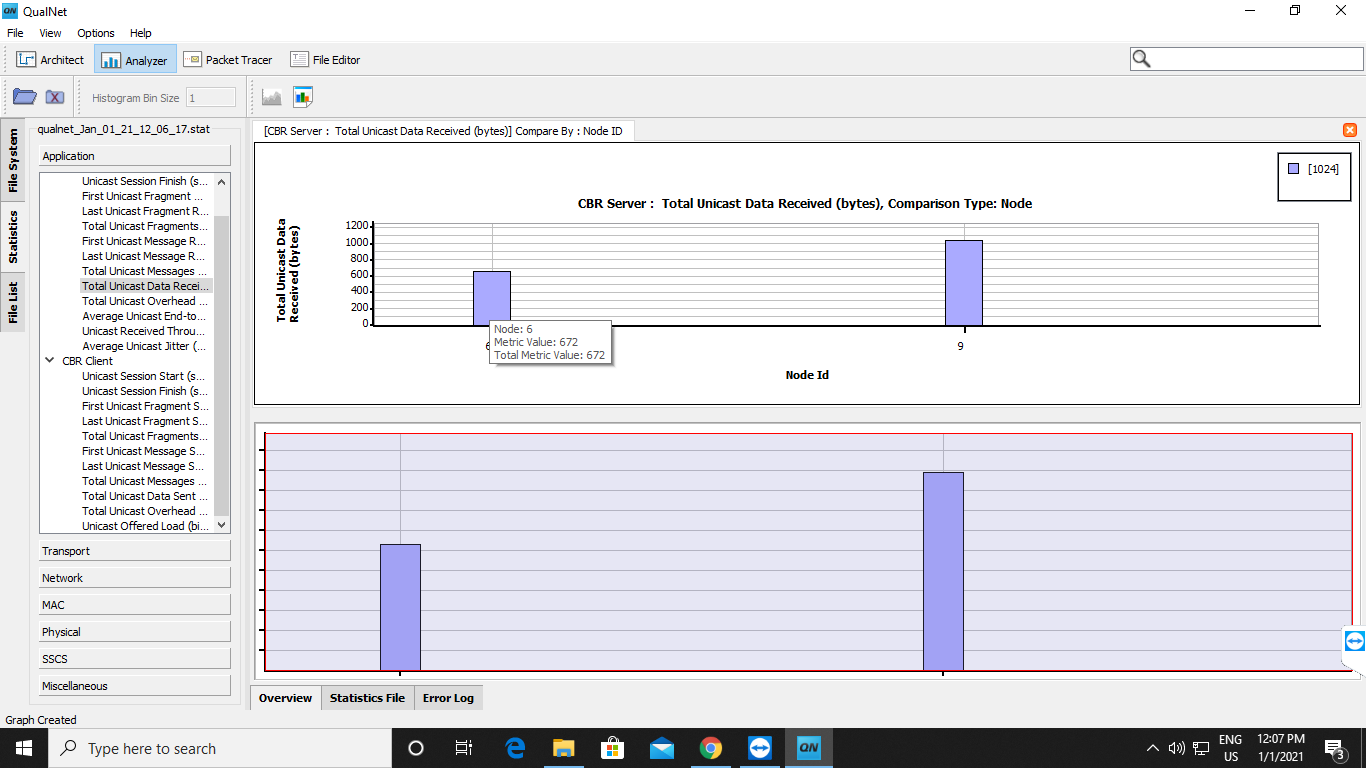 QN QualNet
File View Options Help
Architect Analyzer Packet Tracer File Editor
Histogram Bin Size 1
File System
Statistics
File List
qualnet_Jan_01_21_12_06_17.stat
Application
Unicast Session Finish (s...
First Unicast Fragment ...
Last Unicast Fragment R...
Total Unicast Fragments...
First Unicast Message R...
Last Unicast Message R...
Total Unicast Messages ...
Total Unicast Data Recei...
Total Unicast Overhead ...
Average Unicast End-to...
Unicast Received Throu...
Average Unicast Jitter (...
CBR Client
Unicast Session Start (s...
Unicast Session Finish (s...
First Unicast Fragment S...
Last Unicast Fragment S...
Total Unicast Fragments...
First Unicast Message S...
Last Unicast Message S...
Total Unicast Messages ...
Total Unicast Data Sent ...
Total Unicast Overhead ...
Unicast Offered Load (bi...
Transport
Network
MAC
Physical
SSCS
Miscellaneous
[CBR Server : Total Unicast Data Received (bytes)] Compare By : Node ID
[1024]
CBR Server : Total Unicast Data Received (bytes), Comparison Type: Node
Total Unicast Data
Received (bytes)
1200
1000
800
600
400
200
0
6
9
Node: 6
Metric Value: 672
Total Metric Value: 672
Node Id
Overview Statistics File Error Log
Graph Created
Type here to search
QN
ENG
US
12:07 PM
1/1/2021
3